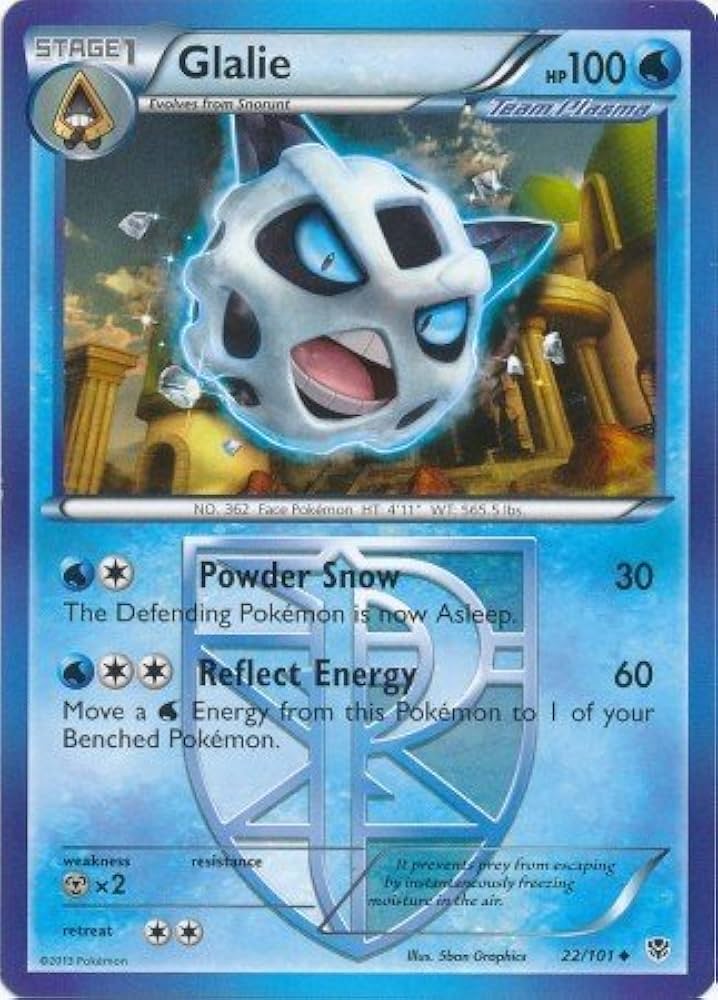 STAGE1
Glalie
HP100
Evolves from Snorunt
Team Plasma
NO. 362 Face Pokémon HT: 4'11" WT: 565.5 lbs.
Powder Snow 30
The Defending Pokémon is now Asleep.
Reflect Energy 60
Move a Energy from this Pokémon to 1 of your
Benched Pokémon.
weakness resistance
×2
It prevents prey from escaping
by instantaneously freezing
moisture in the air.
retreat
©2013 Pokémon
Illus. 5ban Graphics
22/101